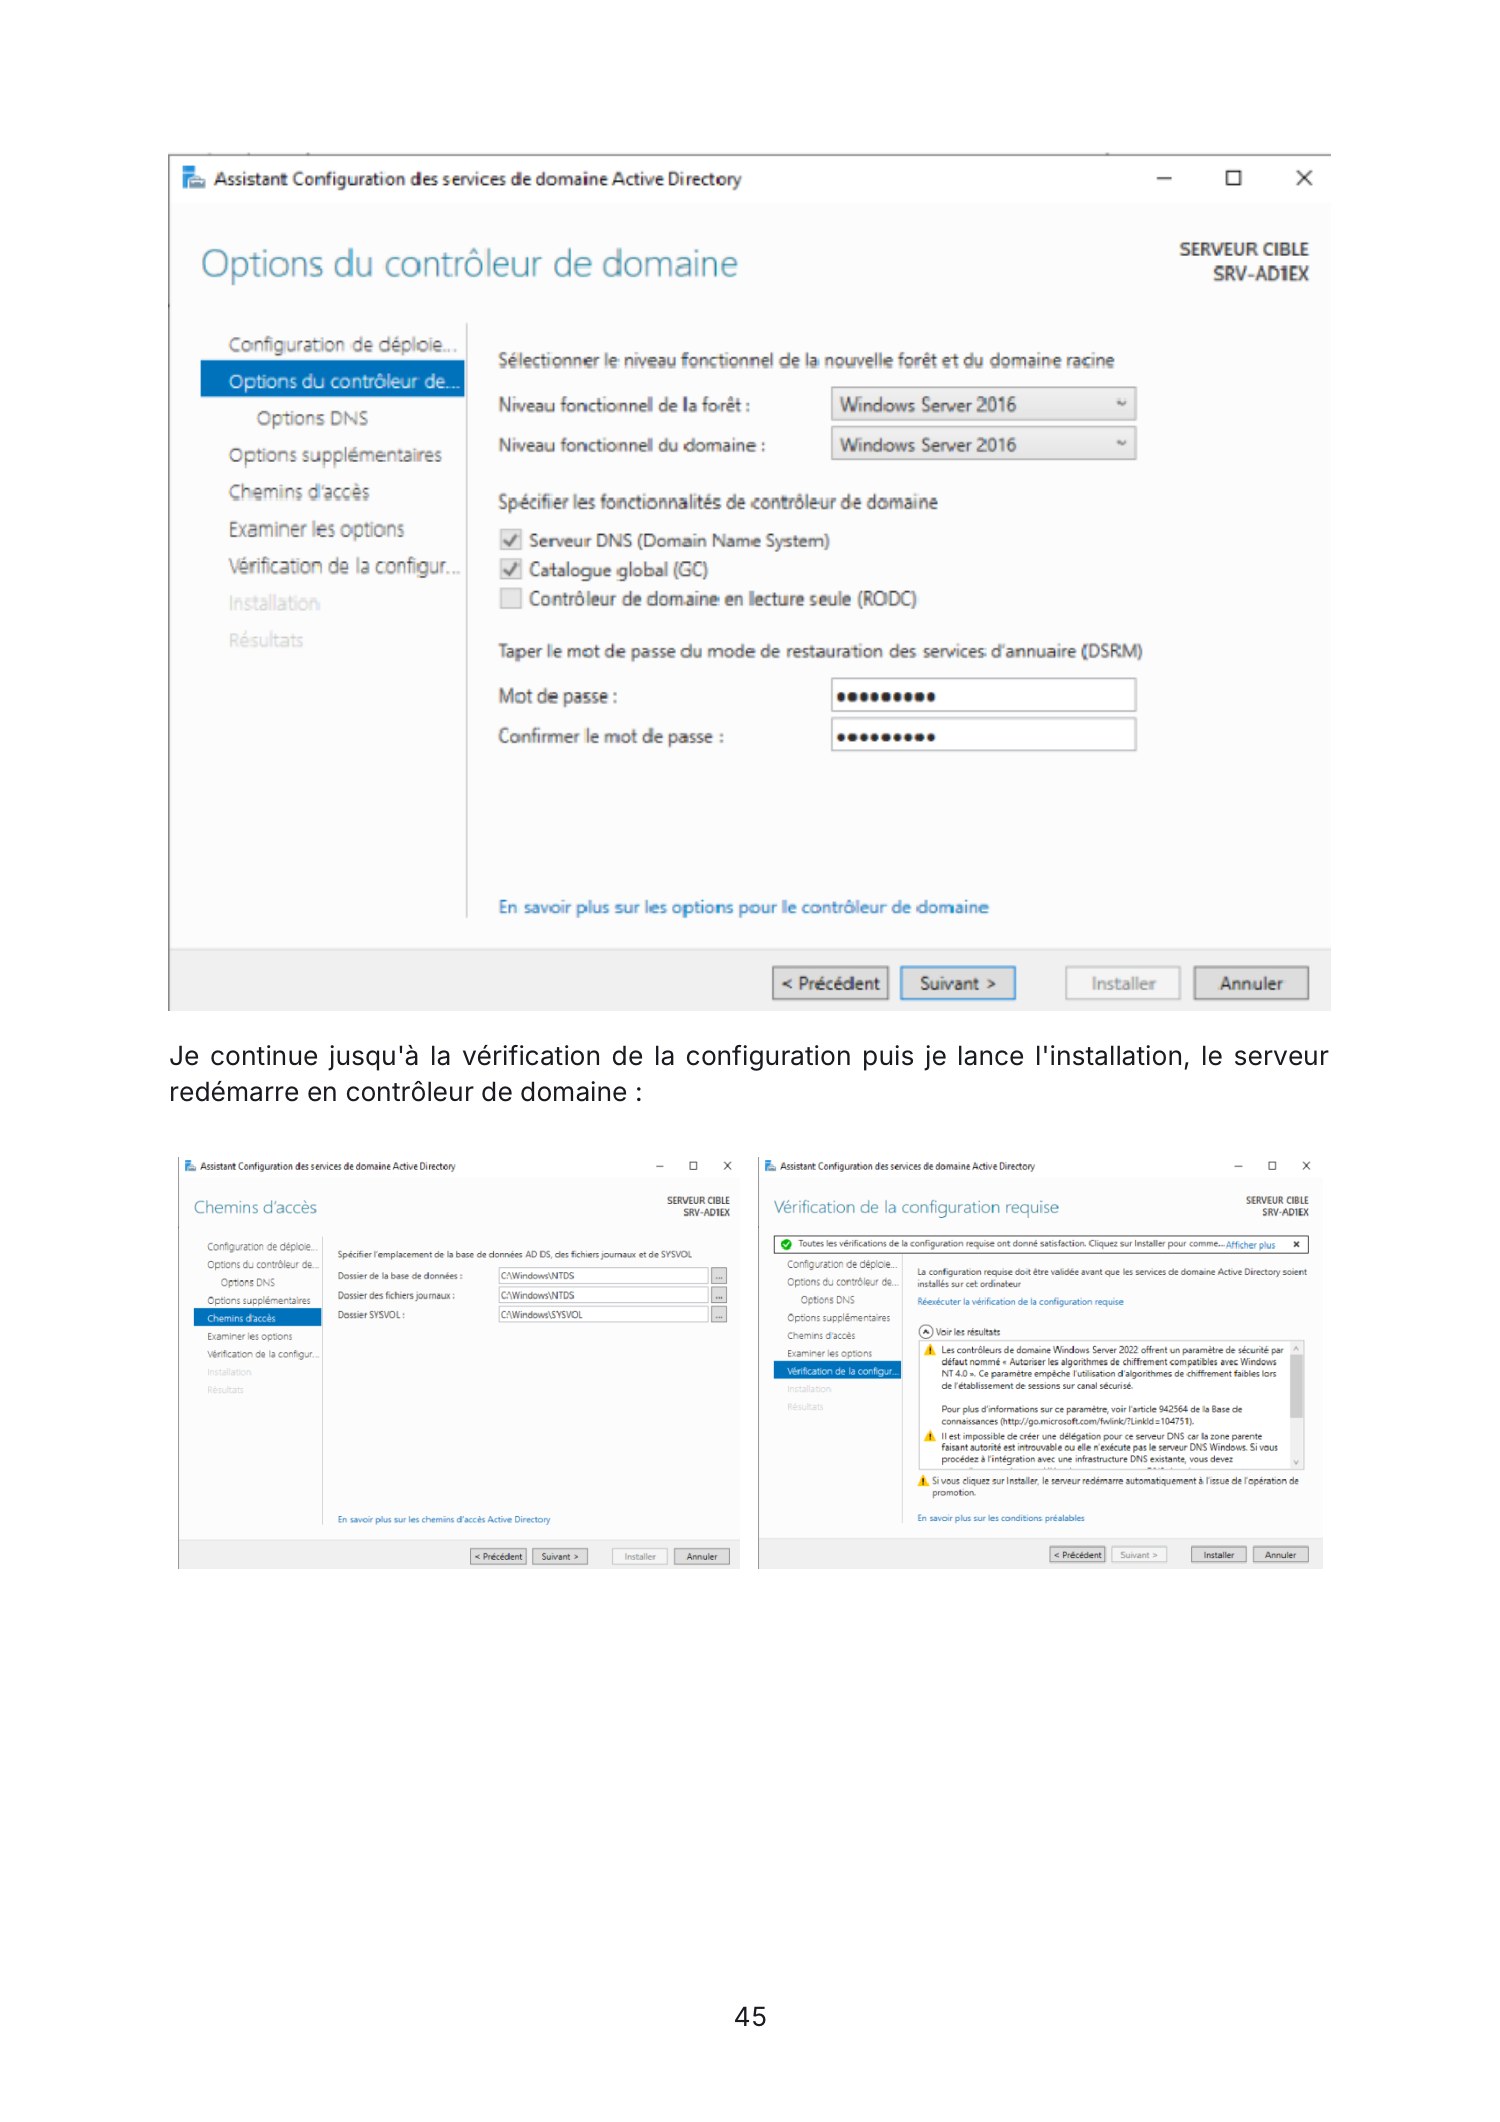 Assistant Configuration des services de domaine Active Directory
Options du contrôleur de domaine
SERVEUR CIBLE
SRV-AD1EX
Configuration de déploie...
Options du contrôleur de...
Options DNS
Options supplémentaires
Chemins d'accès
Examiner les options
Vérification de la configur...
Installation
Résultats
Sélectionner le niveau fonctionnel de la nouvelle forêt et du domaine racine
Niveau fonctionnel de la forêt : Windows Server 2016
Niveau fonctionnel du domaine : Windows Server 2016
Spécifier les fonctionnalités de contrôleur de domaine
Serveur DNS (Domain Name System)
Catalogue global (GC)
Contrôleur de domaine en lecture seule (RODC)
Taper le mot de passe du mode de restauration des services d'annuaire (DSRM)
Mot de passe : •••••••••
Confirmer le mot de passe : •••••••••
En savoir plus sur les options pour le contrôleur de domaine
< Précédent Suivant > Installer Annuler
Je continue jusqu'à la vérification de la configuration puis je lance l'installation, le serveur
redémarre en contrôleur de domaine :
Assistant Configuration des services de domaine Active Directory
Chemins d'accès
SERVEUR CIBLE
SRV-AD1EX
Configuration de déploie...
Options du contrôleur de...
Options DNS
Options supplémentaires
Chemins d'accès
Examiner les options
Vérification de la configur...
Installation
Résultats
Spécifier l'emplacement de la base de données AD DS, des fichiers journaux et de SYSVOL
Dossier de la base de données : C:\Windows\NTDS ...
Dossier des fichiers journaux : C:\Windows\NTDS ...
Dossier SYSVOL : C:\Windows\SYSVOL ...
En savoir plus sur les chemins d'accès Active Directory
< Précédent Suivant > Installer Annuler
Assistant Configuration des services de domaine Active Directory
Vérification de la configuration requise
SERVEUR CIBLE
SRV-AD1EX
Toutes les vérifications de la configuration requise ont donné satisfaction. Cliquez sur Installer pour comme... Afficher plus
Configuration de déploie...
Options du contrôleur de...
Options DNS
Options supplémentaires
Chemins d'accès
Examiner les options
Vérification de la configur...
Installation
Résultats
La configuration requise doit être validée avant que les services de domaine Active Directory soient
installés sur cet ordinateur
Réexécuter la vérification de la configuration requise
Voir les résultats
Les contrôleurs de domaine Windows Server 2022 offrent un paramètre de sécurité par
défaut nommé « Autoriser les algorithmes de chiffrement compatibles avec Windows
NT 4.0 ». Ce paramètre empêche l'utilisation d'algorithmes de chiffrement faibles lors
de l'établissement de sessions sur canal sécurisé.
Pour plus d'informations sur ce paramètre, voir l'article 942564 de la Base de
connaissances (http://go.microsoft.com/fwlink/?LinkId=104751).
Il est impossible de créer une délégation pour ce serveur DNS car la zone parente
faisant autorité est introuvable ou elle n'exécute pas le serveur DNS Windows. Si vous
procédez à l'intégration avec une infrastructure DNS existante, vous devez
Si vous cliquez sur Installer, le serveur redémarre automatiquement à l'issue de l'opération de
promotion.
En savoir plus sur les conditions préalables
< Précédent Suivant > Installer Annuler
45